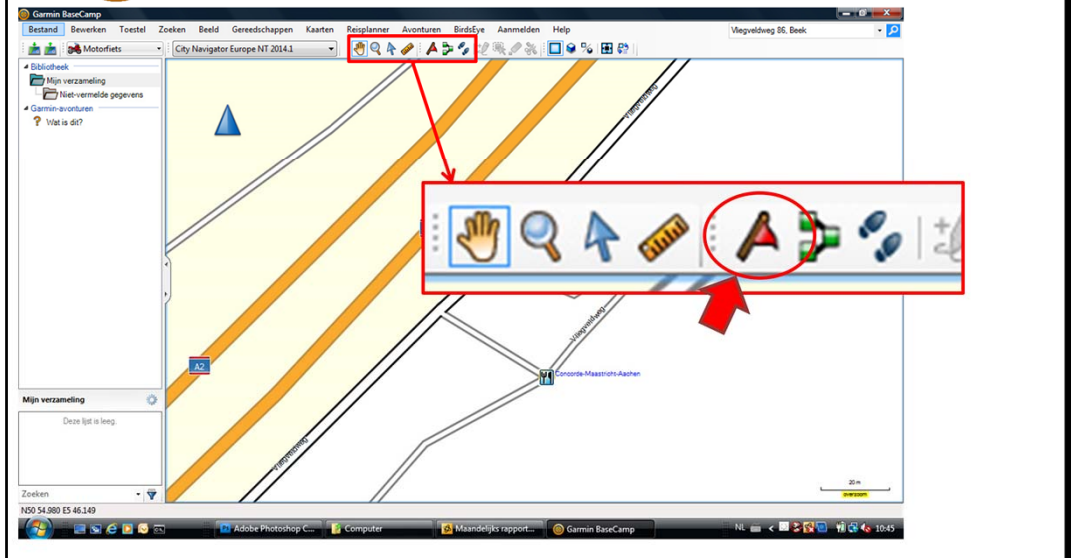 Garmin BaseCamp
Bestand Bewerken Toestel Zoeken Beeld Gereedschappen Kaarten Reisplanner Avonturen BirdsEye Aanmelden Help
Vliegveldweg 86, Beek
Motorfiets
City Navigator Europe NT 2014.1
Bibliotheek
Mijn verzameling
Niet-vermelde gegevens
Garmin-avonturen
Wat is dit?
Vliegveldweg
Vliegveldweg
A2
Concorde-Maastricht-Aachen
Vliegveldweg
Mijn verzameling
Deze lijst is leeg.
Zoeken
20 m
overzoom
N50 54.980 E5 46.149
Adobe Photoshop C...
Computer
Maandelijks rapport...
Garmin BaseCamp
NL
10:45